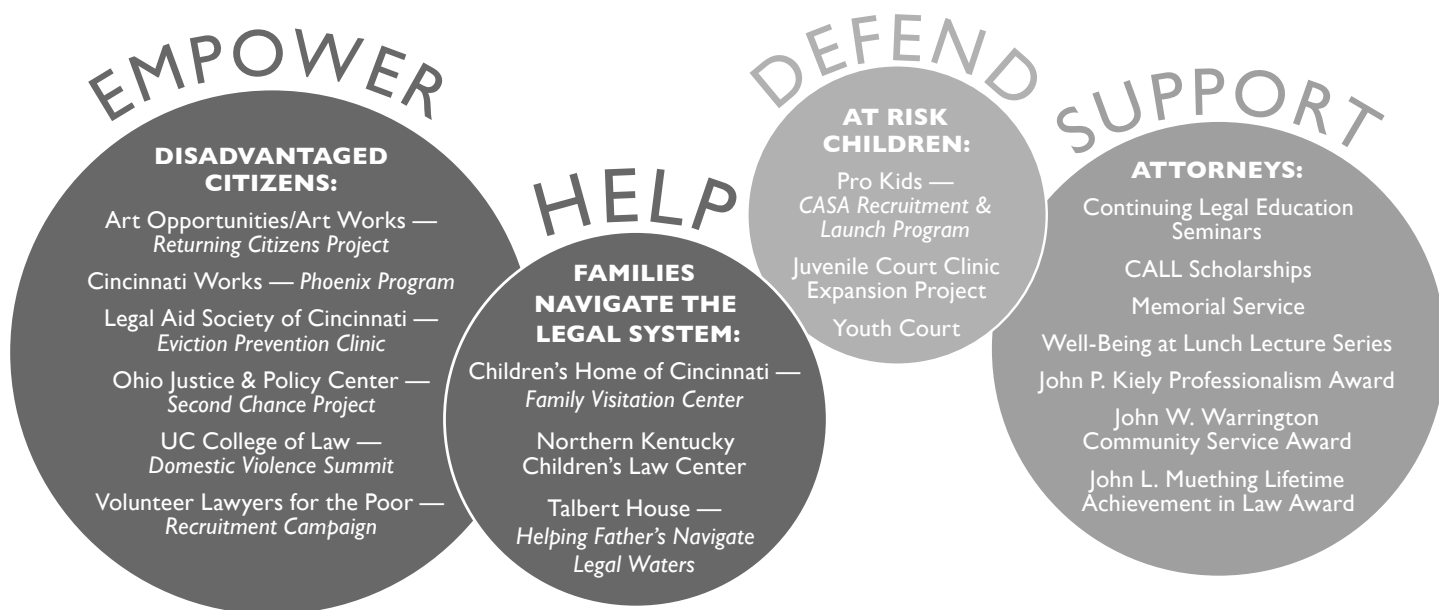 EMPOWER
DISADVANTAGED
CITIZENS:
Art Opportunities/Art Works —
Returning Citizens Project
Cincinnati Works — Phoenix Program
Legal Aid Society of Cincinnati —
Eviction Prevention Clinic
Ohio Justice & Policy Center —
Second Chance Project
UC College of Law —
Domestic Violence Summit
Volunteer Lawyers for the Poor —
Recruitment Campaign
HELP
FAMILIES
NAVIGATE THE
LEGAL SYSTEM:
Children’s Home of Cincinnati —
Family Visitation Center
Northern Kentucky
Children’s Law Center
Talbert House —
Helping Father’s Navigate
Legal Waters
DEFEND
AT RISK
CHILDREN:
Pro Kids —
CASA Recruitment &
Launch Program
Juvenile Court Clinic
Expansion Project
Youth Court
SUPPORT
ATTORNEYS:
Continuing Legal Education
Seminars
CALL Scholarships
Memorial Service
Well-Being at Lunch Lecture Series
John P. Kiely Professionalism Award
John W. Warrington
Community Service Award
John L. Muething Lifetime
Achievement in Law Award